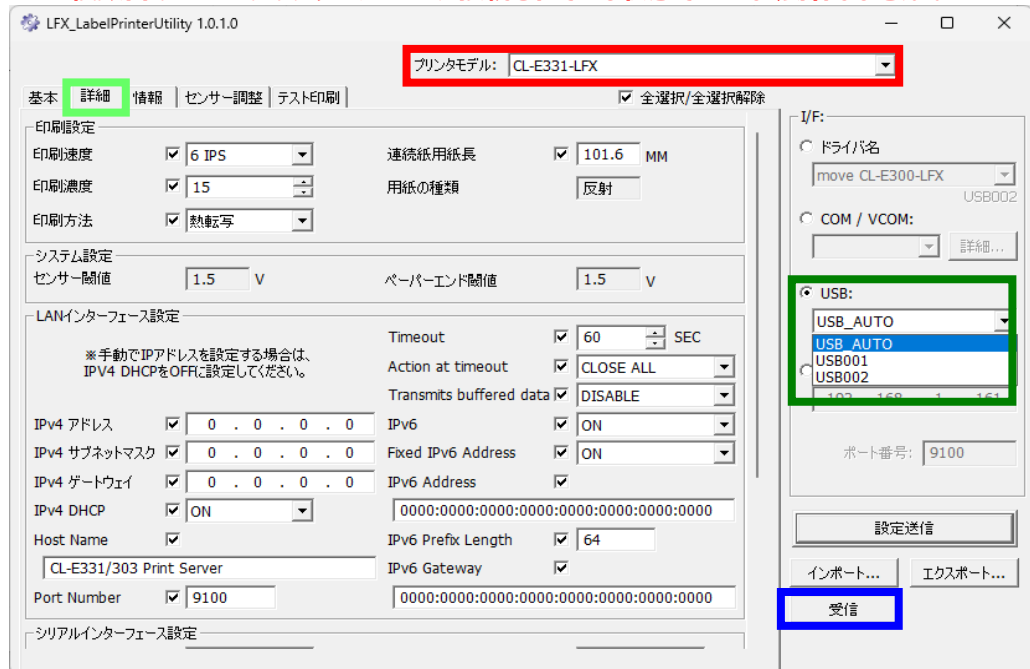 LFX_LabelPrinterUtility 1.0.1.0
プリンタモデル: CL-E331-LFX
基本 詳細 情報 センサー調整 テスト印刷 全選択/全選択解除
印刷設定
印刷速度 6 IPS 連続紙用紙長 101.6 MM
印刷濃度 15 用紙の種類 反射
印刷方法 熱転写
システム設定
センサー閾値 1.5 V ペーパーエンド閾値 1.5 V
LANインターフェース設定
※手動でIPアドレスを設定する場合は、
IPV4 DHCPをOFFに設定してください。
Timeout 60 SEC
Action at timeout CLOSE ALL
Transmits buffered data DISABLE
IPv4 アドレス 0 . 0 . 0 . 0 IPv6 ON
IPv4 サブネットマスク 0 . 0 . 0 . 0 Fixed IPv6 Address ON
IPv4 ゲートウェイ 0 . 0 . 0 . 0 IPv6 Address
IPv4 DHCP ON 0000:0000:0000:0000:0000:0000:0000:0000
Host Name IPv6 Prefix Length 64
CL-E331/303 Print Server IPv6 Gateway
Port Number 9100 0000:0000:0000:0000:0000:0000:0000:0000
シリアルインターフェース設定
I/F:
ドライバ名
move CL-E300-LFX
USB002
COM / VCOM:
詳細...
USB:
USB_AUTO
USB_AUTO
USB001
USB002
192 168 1 161
ポート番号: 9100
設定送信
インポート... エクスポート...
受信